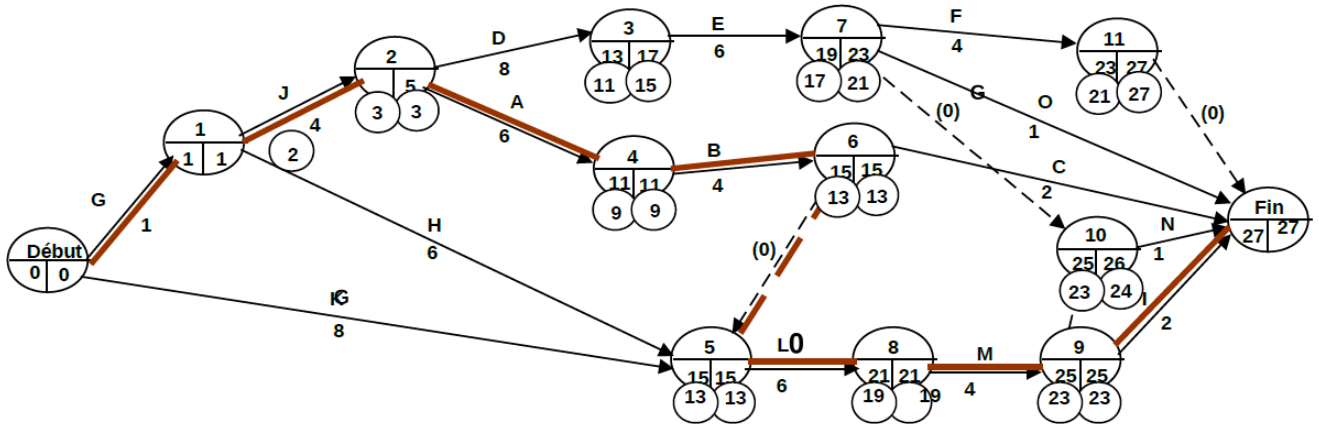 3
13 17
11 15
E
6
7
19 23
17 21
F
4
11
23 27
21 27
D
8
2
5
3 3
J
4
A
6
G
(0)
O
1
(0)
1
1 1
2
4
11 11
9 9
B
4
6
15 15
13 13
C
2
Fin
27 27
G
1
H
6
Début
0 0
(0)
10
25 26
23 24
N
1
G
8
5
15 15
13 13
L0
6
8
21 21
19 19
M
4
9
25 25
23 23
I
2